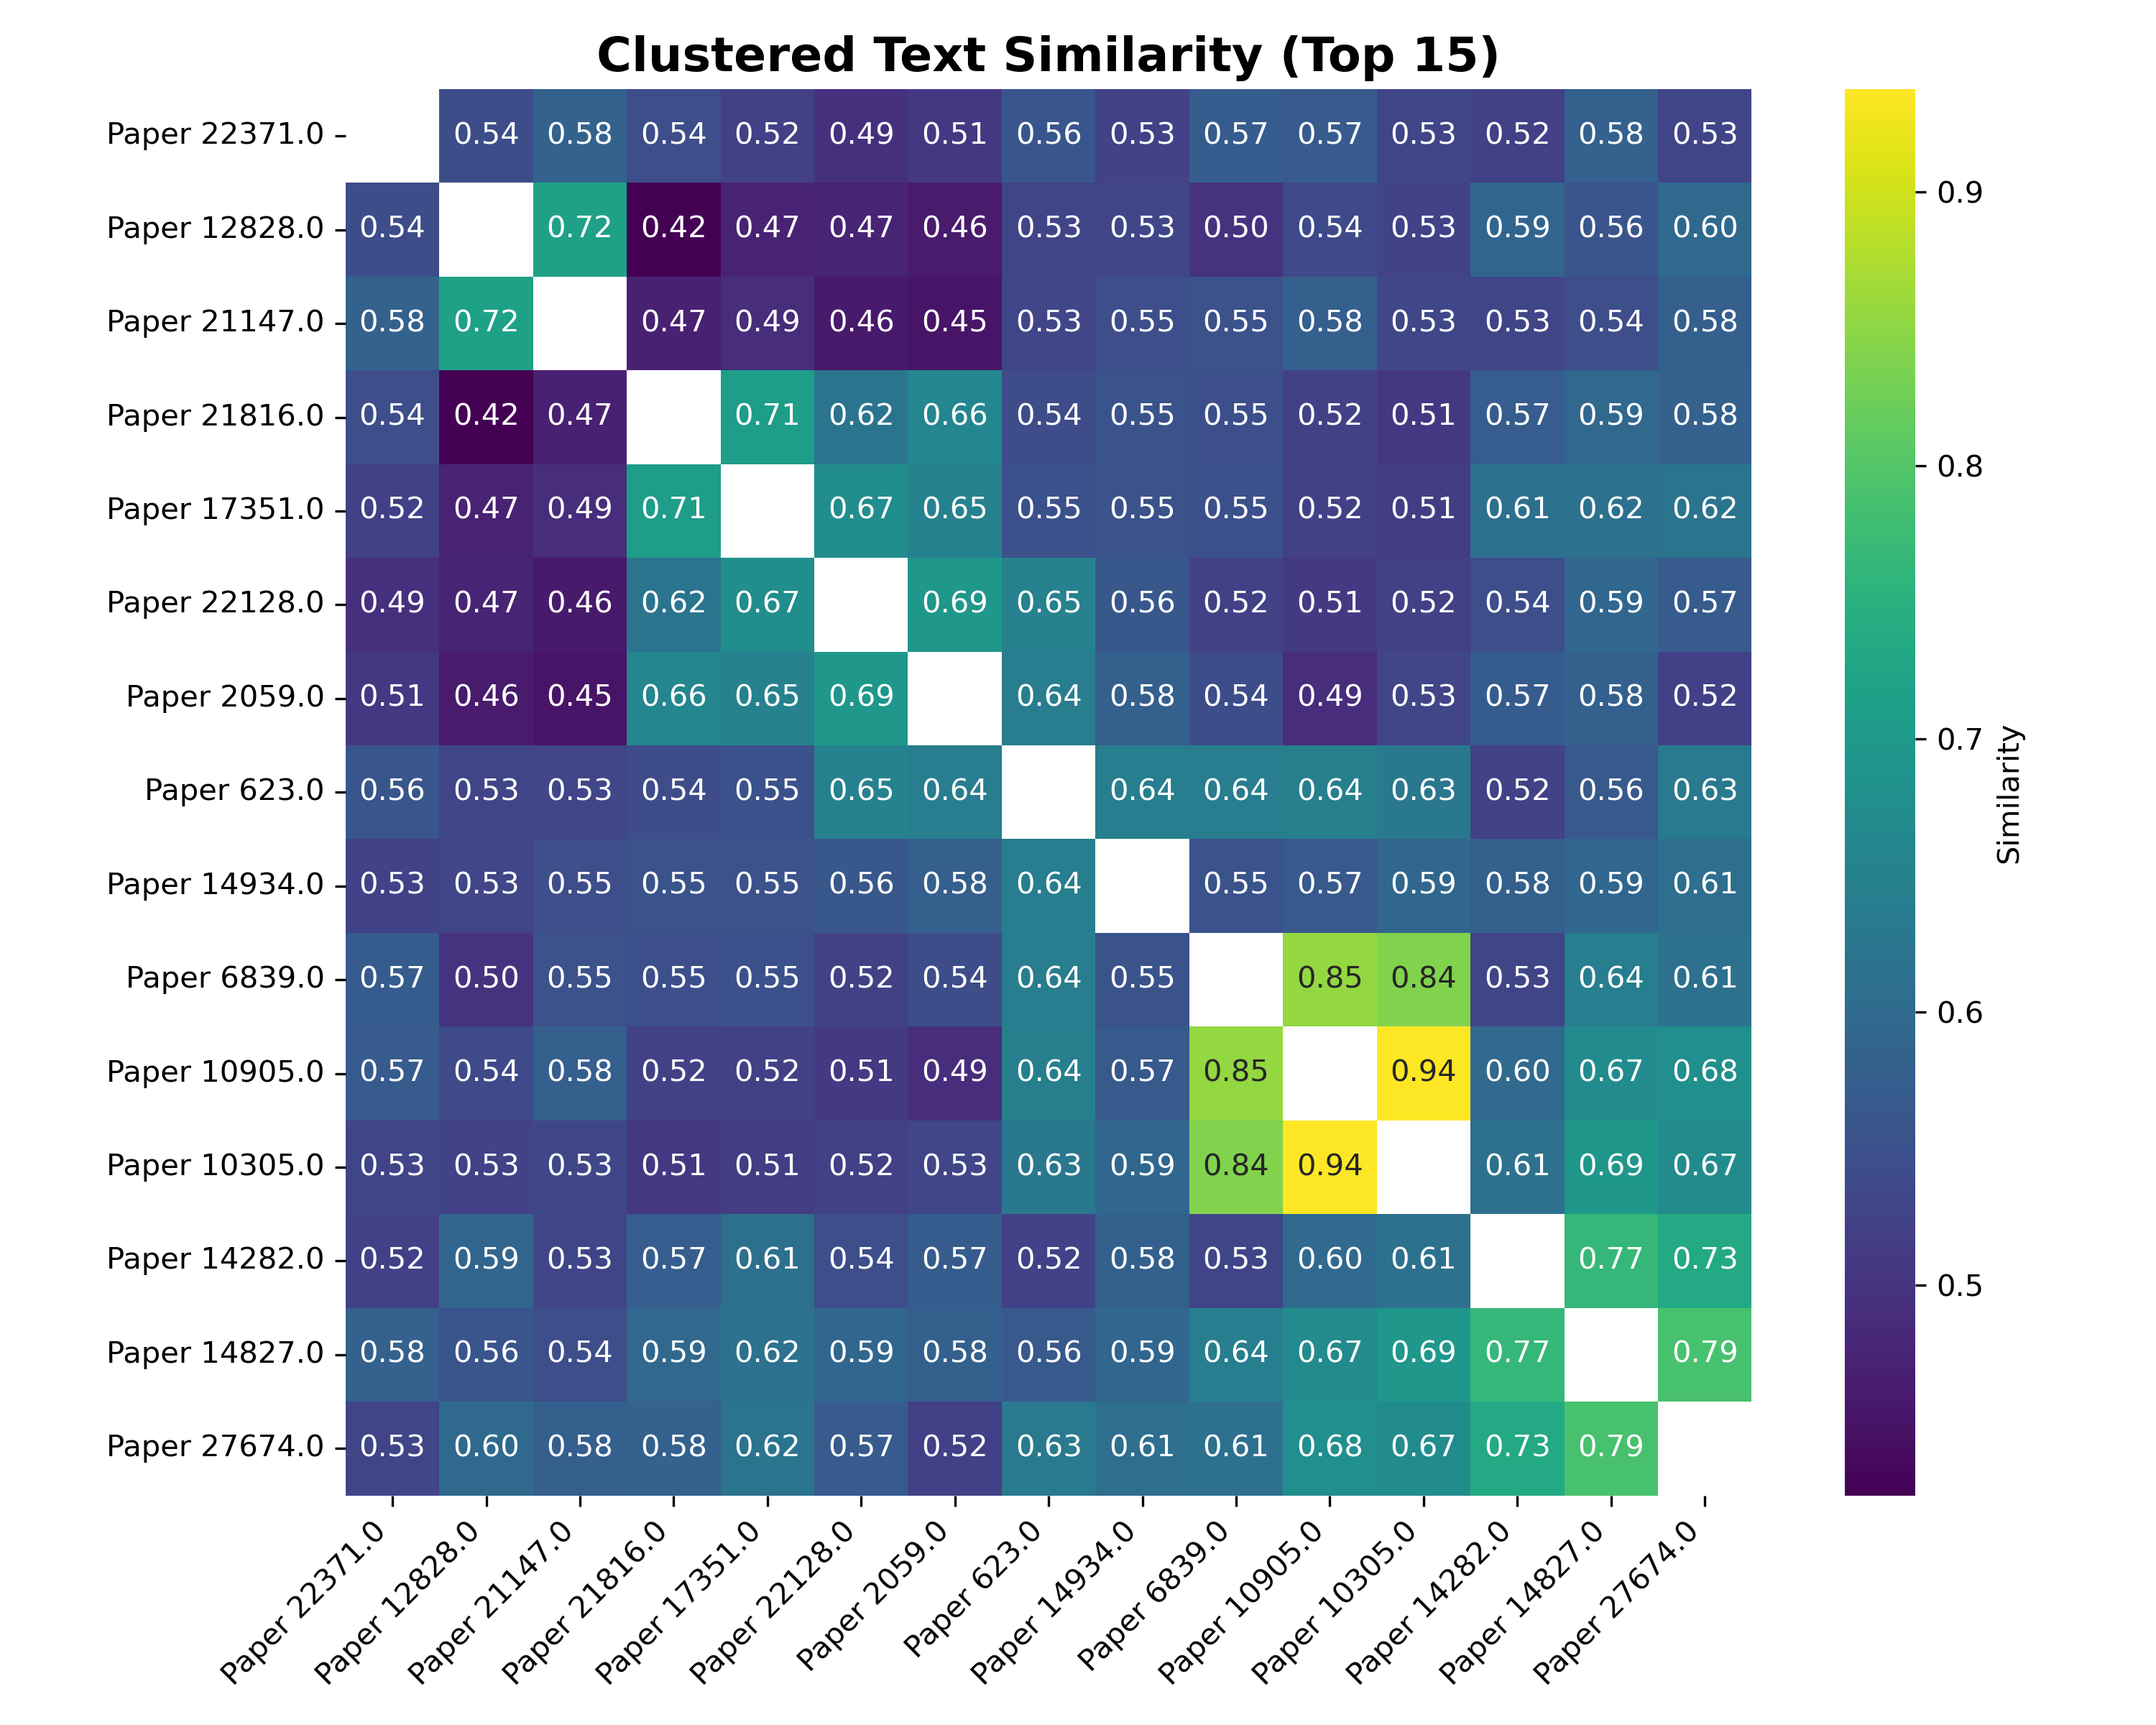 Clustered Text Similarity (Top 15)
Paper 22371.0 0.54 0.58 0.54 0.52 0.49 0.51 0.56 0.53 0.57 0.57 0.53 0.52 0.58 0.53
Paper 12828.0 0.54 0.72 0.42 0.47 0.47 0.46 0.53 0.53 0.50 0.54 0.53 0.59 0.56 0.60
Paper 21147.0 0.58 0.72 0.47 0.49 0.46 0.45 0.53 0.55 0.55 0.58 0.53 0.53 0.54 0.58
Paper 21816.0 0.54 0.42 0.47 0.71 0.62 0.66 0.54 0.55 0.55 0.52 0.51 0.57 0.59 0.58
Paper 17351.0 0.52 0.47 0.49 0.71 0.67 0.65 0.55 0.55 0.55 0.52 0.51 0.61 0.62 0.62
Paper 22128.0 0.49 0.47 0.46 0.62 0.67 0.69 0.65 0.56 0.52 0.51 0.52 0.54 0.59 0.57
Paper 2059.0 0.51 0.46 0.45 0.66 0.65 0.69 0.64 0.58 0.54 0.49 0.53 0.57 0.58 0.52
Paper 623.0 0.56 0.53 0.53 0.54 0.55 0.65 0.64 0.64 0.64 0.64 0.63 0.52 0.56 0.63
Paper 14934.0 0.53 0.53 0.55 0.55 0.55 0.56 0.58 0.64 0.55 0.57 0.59 0.58 0.59 0.61
Paper 6839.0 0.57 0.50 0.55 0.55 0.55 0.52 0.54 0.64 0.55 0.85 0.84 0.53 0.64 0.61
Paper 10905.0 0.57 0.54 0.58 0.52 0.52 0.51 0.49 0.64 0.57 0.85 0.94 0.60 0.67 0.68
Paper 10305.0 0.53 0.53 0.53 0.51 0.51 0.52 0.53 0.63 0.59 0.84 0.94 0.61 0.69 0.67
Paper 14282.0 0.52 0.59 0.53 0.57 0.61 0.54 0.57 0.52 0.58 0.53 0.60 0.61 0.77 0.73
Paper 14827.0 0.58 0.56 0.54 0.59 0.62 0.59 0.58 0.56 0.59 0.64 0.67 0.69 0.77 0.79
Paper 27674.0 0.53 0.60 0.58 0.58 0.62 0.57 0.52 0.63 0.61 0.61 0.68 0.67 0.73 0.79
Paper 22371.0
Paper 12828.0
Paper 21147.0
Paper 21816.0
Paper 17351.0
Paper 22128.0
Paper 2059.0
Paper 623.0
Paper 14934.0
Paper 6839.0
Paper 10905.0
Paper 10305.0
Paper 14282.0
Paper 14827.0
Paper 27674.0
0.9
0.8
0.7
0.6
0.5
Similarity